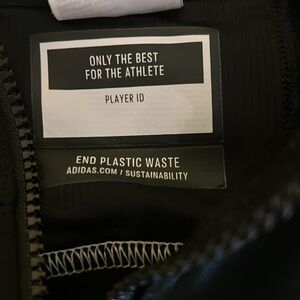 ONLY THE BEST
FOR THE ATHLETE
PLAYER ID
END PLASTIC WASTE
ADIDAS.COM / SUSTAINABILITY